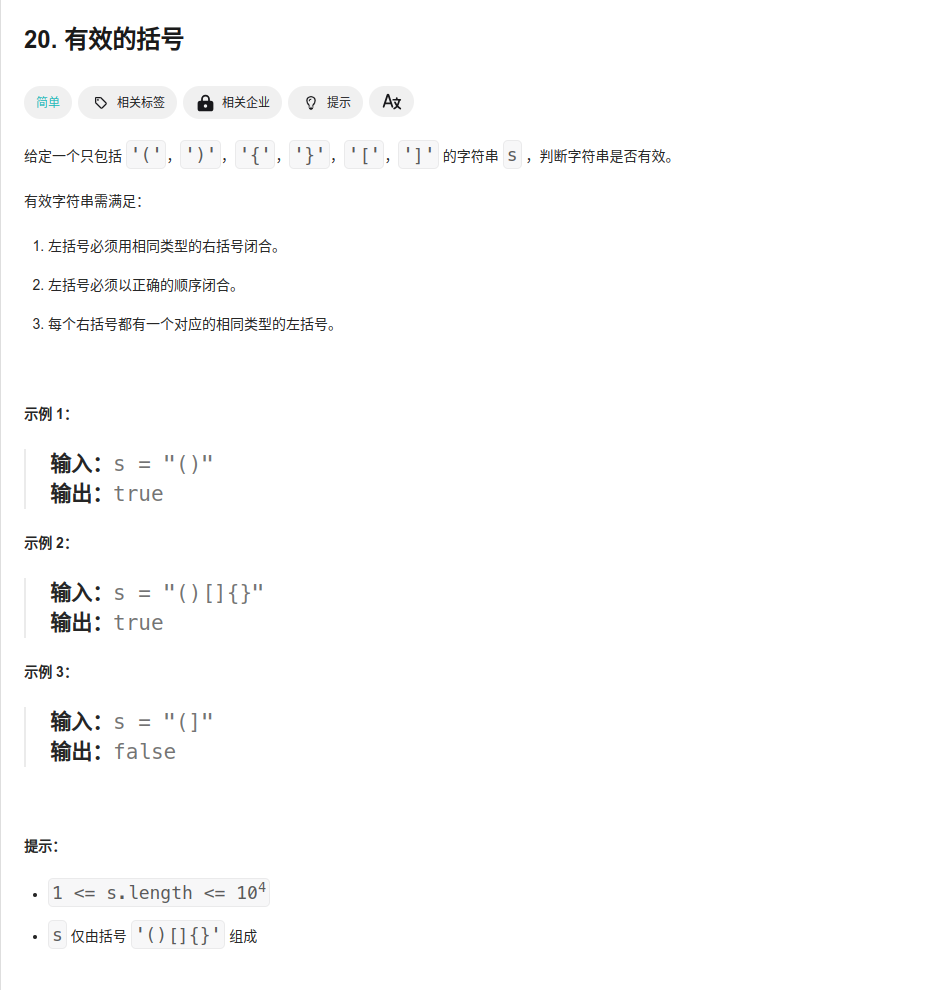 20. 有效的括号
简单 相关标签 相关企业 提示 A文
给定一个只包括 '('，')'，'{'，'}'，'['，']' 的字符串 s ，判断字符串是否有效。
有效字符串需满足：
1. 左括号必须用相同类型的右括号闭合。
2. 左括号必须以正确的顺序闭合。
3. 每个右括号都有一个对应的相同类型的左括号。
示例 1：
输入：s = "()"
输出：true
示例 2：
输入：s = "()[]{}"
输出：true
示例 3：
输入：s = "(]"
输出：false
提示：
• 1 <= s.length <= 10⁴
• s 仅由括号 '()[]{}' 组成